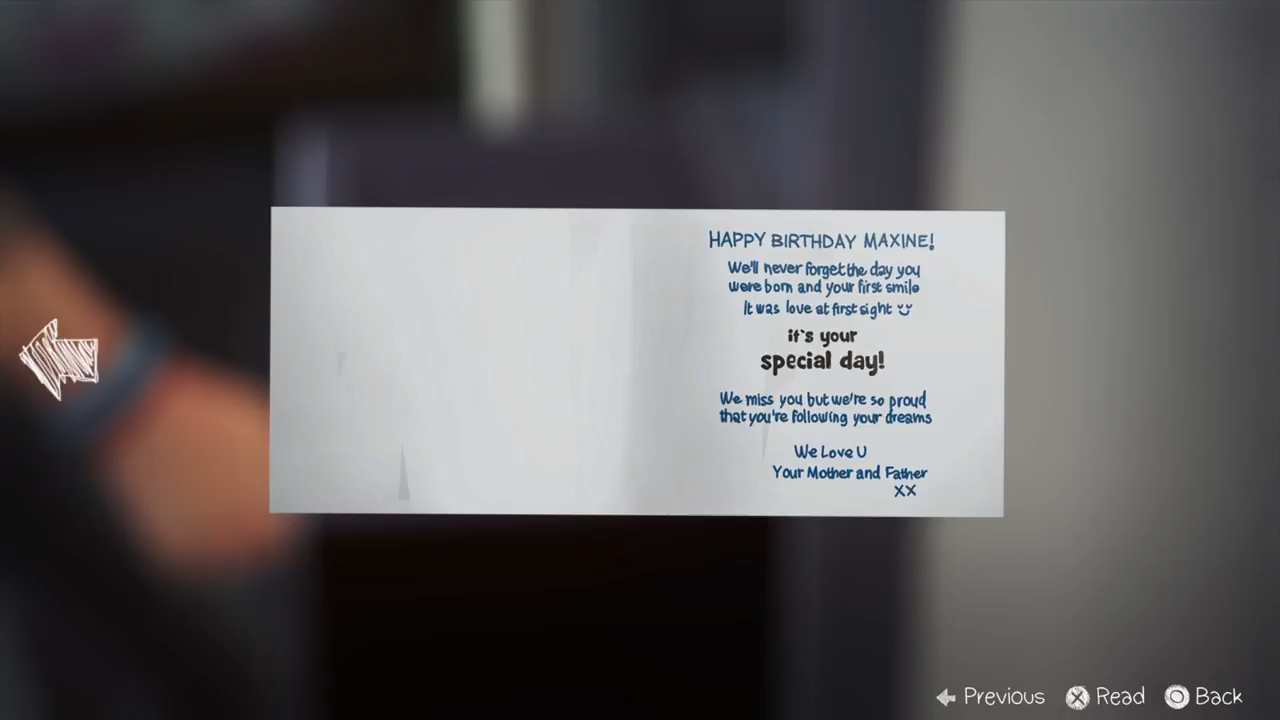 HAPPY BIRTHDAY MAXINE!
We'll never forget the day you
were born and your first smile
It was love at first sight
it's your
special day!
We miss you but we're so proud
that you're following your dreams
We Love U
Your Mother and Father
XX
Previous
Read
Back